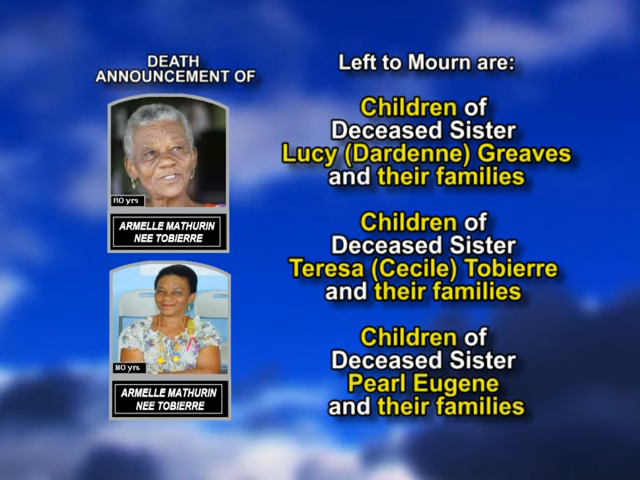 DEATH
ANNOUNCEMENT OF
80 yrs
ARMELLE MATHURIN
NEE TOBIERRE
80 yrs
ARMELLE MATHURIN
NEE TOBIERRE
Left to Mourn are:
Children of
Deceased Sister
Lucy (Dardenne) Greaves
and their families
Children of
Deceased Sister
Teresa (Cecile) Tobierre
and their families
Children of
Deceased Sister
Pearl Eugene
and their families